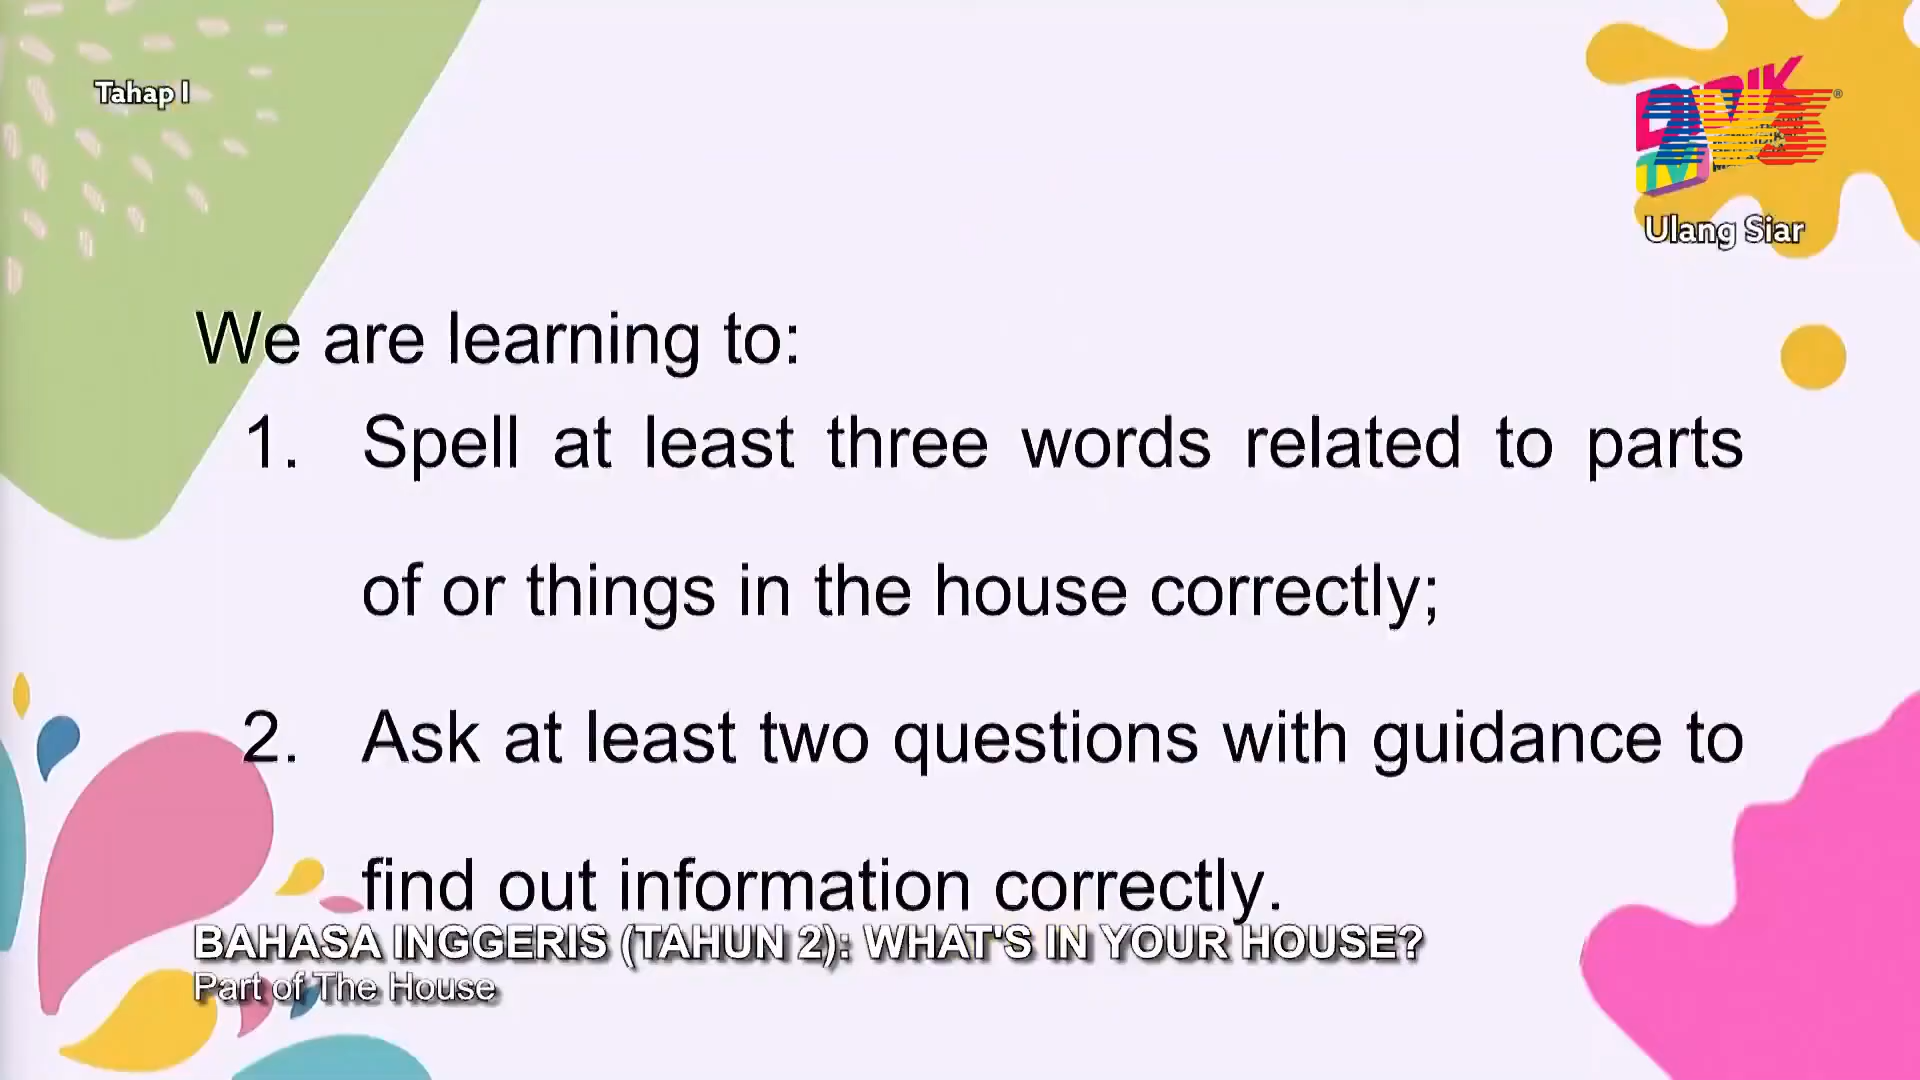 Tahap I
Ulang Siar
We are learning to:
1. Spell at least three words related to parts
of or things in the house correctly;
2. Ask at least two questions with guidance to
find out information correctly.
BAHASA INGGERIS (TAHUN 2): WHAT'S IN YOUR HOUSE?
Part of The House